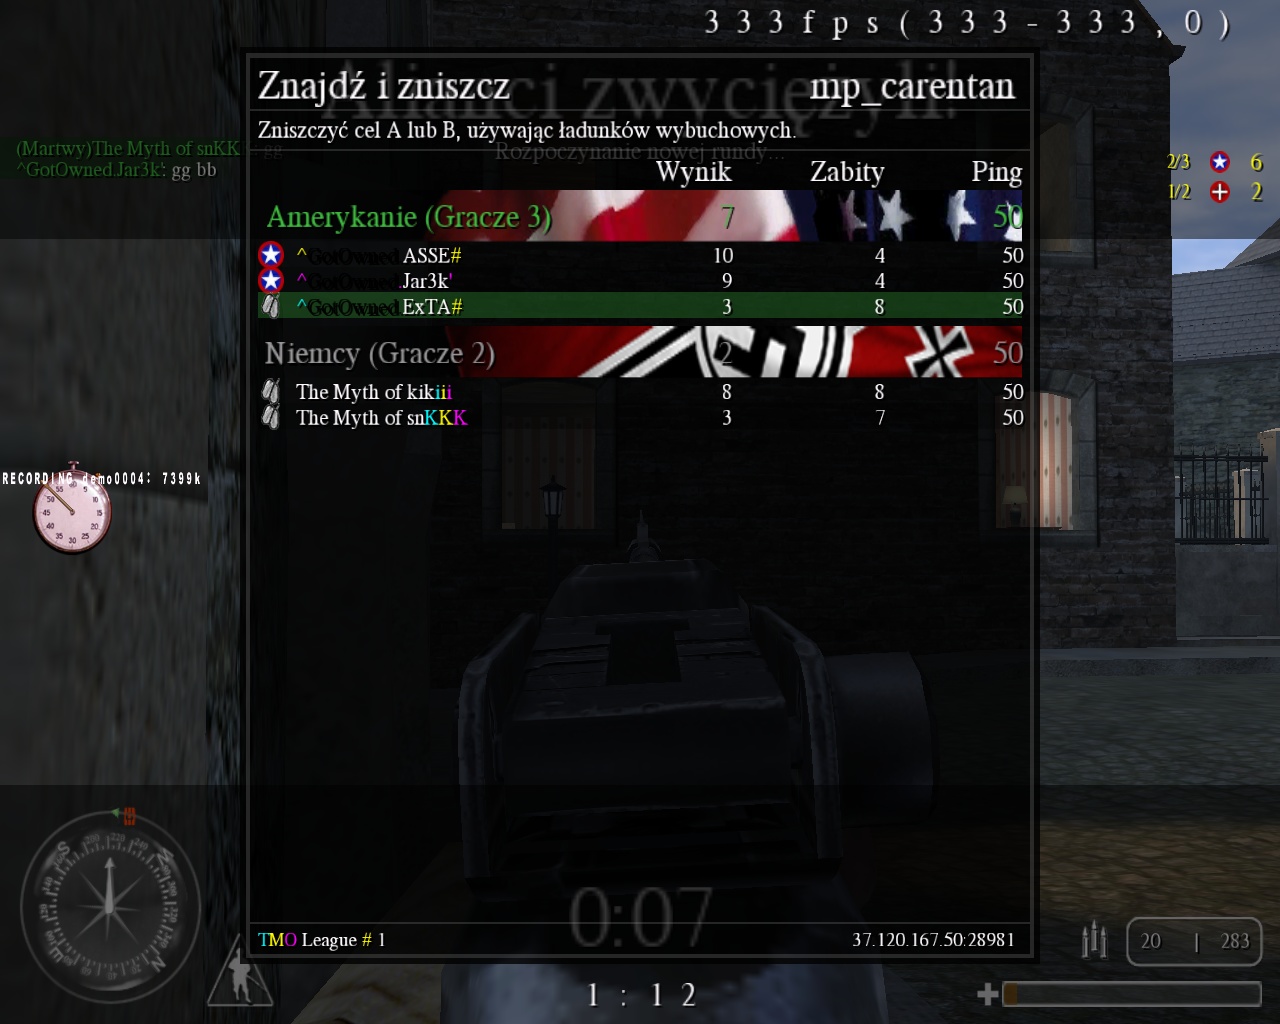 333fps(333-333,0)
Alianci zwyciężyli!
Znajdź i zniszcz mp_carentan
Zniszczyć cel A lub B, używając ładunków wybuchowych.
(Martwy)The Myth of snKK gg
Rozpoczynanie nowej rundy...
^GotOwned.Jar3k': gg bb
2/3 6
1/2 2
Wynik Zabity Ping
Amerykanie (Gracze 3) 7 50
^GotOwned.ASSE# 10 4 50
^GotOwned.Jar3k' 9 4 50
^GotOwned.ExTA# 3 8 50
Niemcy (Gracze 2) 2 50
The Myth of kikiii 8 8 50
The Myth of snKKK 3 7 50
RECORDING demo0004: 7399k
0:07
TMO League # 1 37.120.167.50:28981
20 | 283
1:12